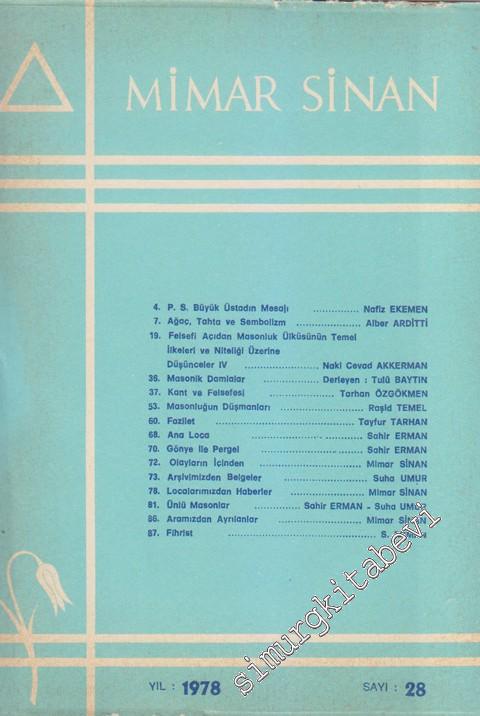 MİMAR SİNAN
4. P. S. Büyük Üstadın Mesajı .............. Nafiz EKEMEN
7. Ağaç, Tahta ve Sembolizm .............. Alber ARDİTTİ
19. Felsefi Açıdan Masonluk Ülküsünün Temel
İlkeleri ve Niteliği Üzerine
Düşünceler IV .............. Naki Cevad AKKERMAN
36. Masonik Damlalar .............. Derleyen : Tulû BAYTIN
37. Kant ve Felsefesi .............. Tarhan ÖZGÖKMEN
53. Masonluğun Düşmanları .............. Raşid TEMEL
60. Fazilet .............. Tayfur TARHAN
68. Ana Loca .............. Sahir ERMAN
70. Gönye ile Pergel .............. Sahir ERMAN
72. Olayların İçinden .............. Mimar SİNAN
73. Arşivimizden Belgeler .............. Suha UMUR
78. Localarımızdan Haberler .............. Mimar SİNAN
81. Ünlü Masonlar .............. Sahir ERMAN - Suha UMUR
86. Aramızdan Ayrılanlar .............. Mimar SİNAN
87. Fihrist .............. S.
YIL : 1978 SAYI : 28
simurgkitabevi